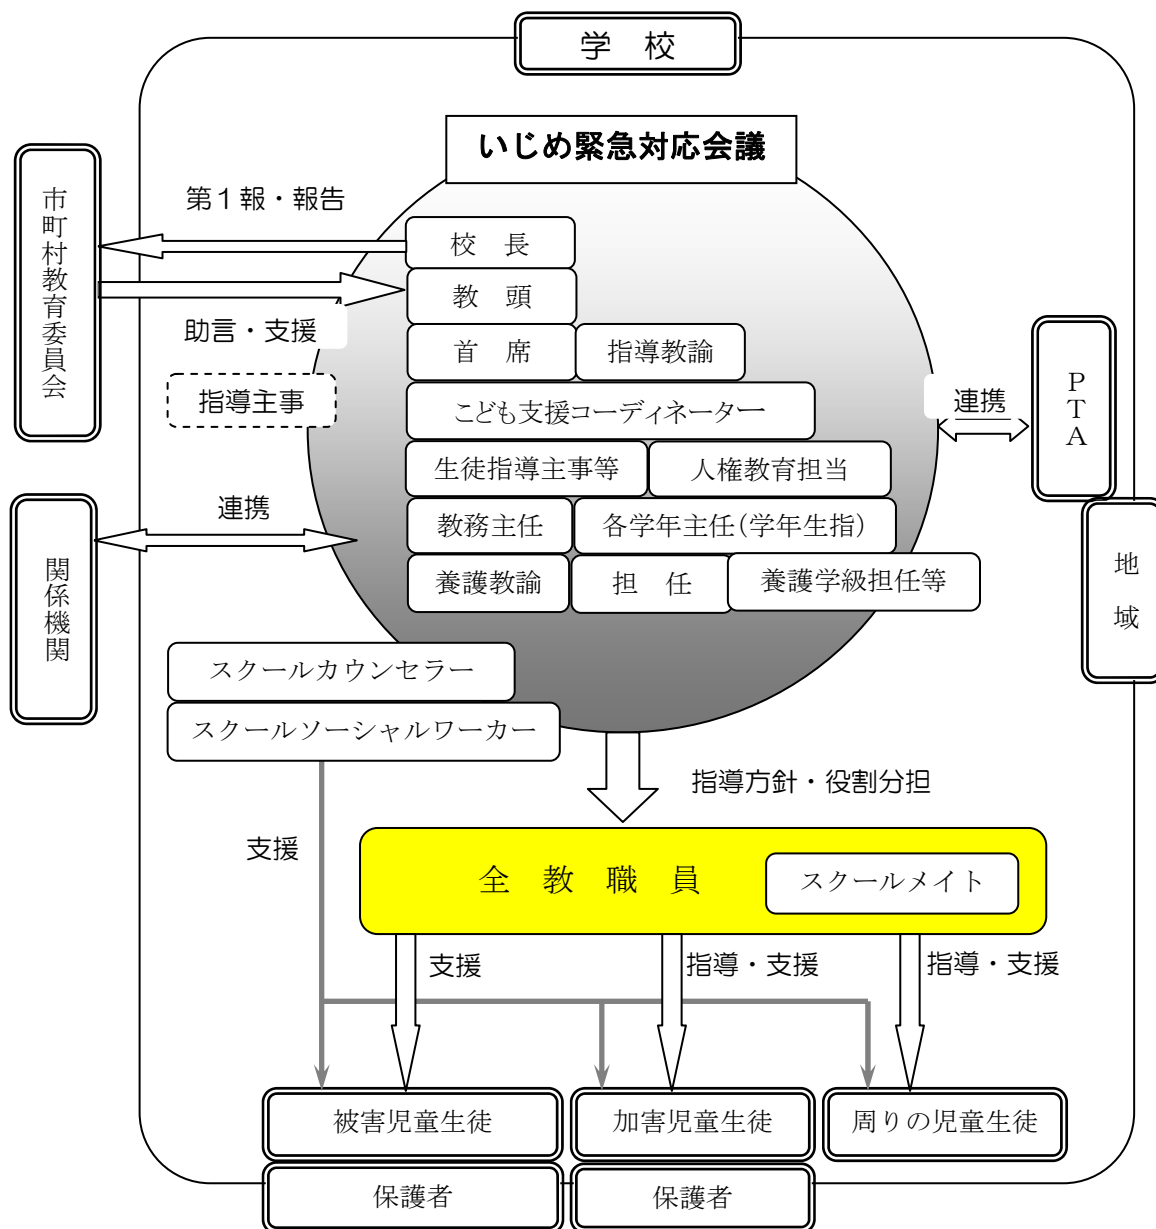 学　校
いじめ緊急対応会議
市町村教育委員会
第１報・報告
校　長
教　頭
助言・支援
首　席
指導教諭
指導主事
こども支援コーディネーター
連携
ＰＴＡ
生徒指導主事等
人権教育担当
連携
教務主任
各学年主任（学年生指）
関係機関
養護教諭
担　任
養護学級担任等
地　域
スクールカウンセラー
スクールソーシャルワーカー
指導方針・役割分担
支援
全　教　職　員
スクールメイト
支援
指導・支援
指導・支援
被害児童生徒
加害児童生徒
周りの児童生徒
保護者
保護者